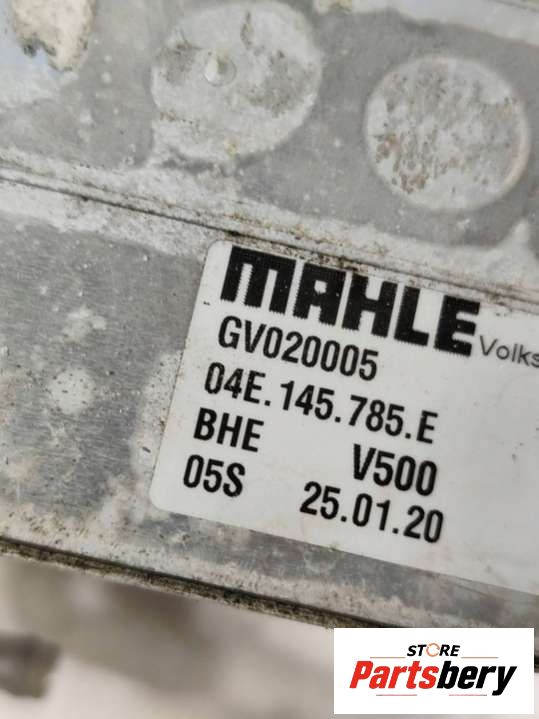 MAHLE
Volks
GV020005
04E.145.785.E
BHE V500
05S 25.01.20
STORE
Partsbery